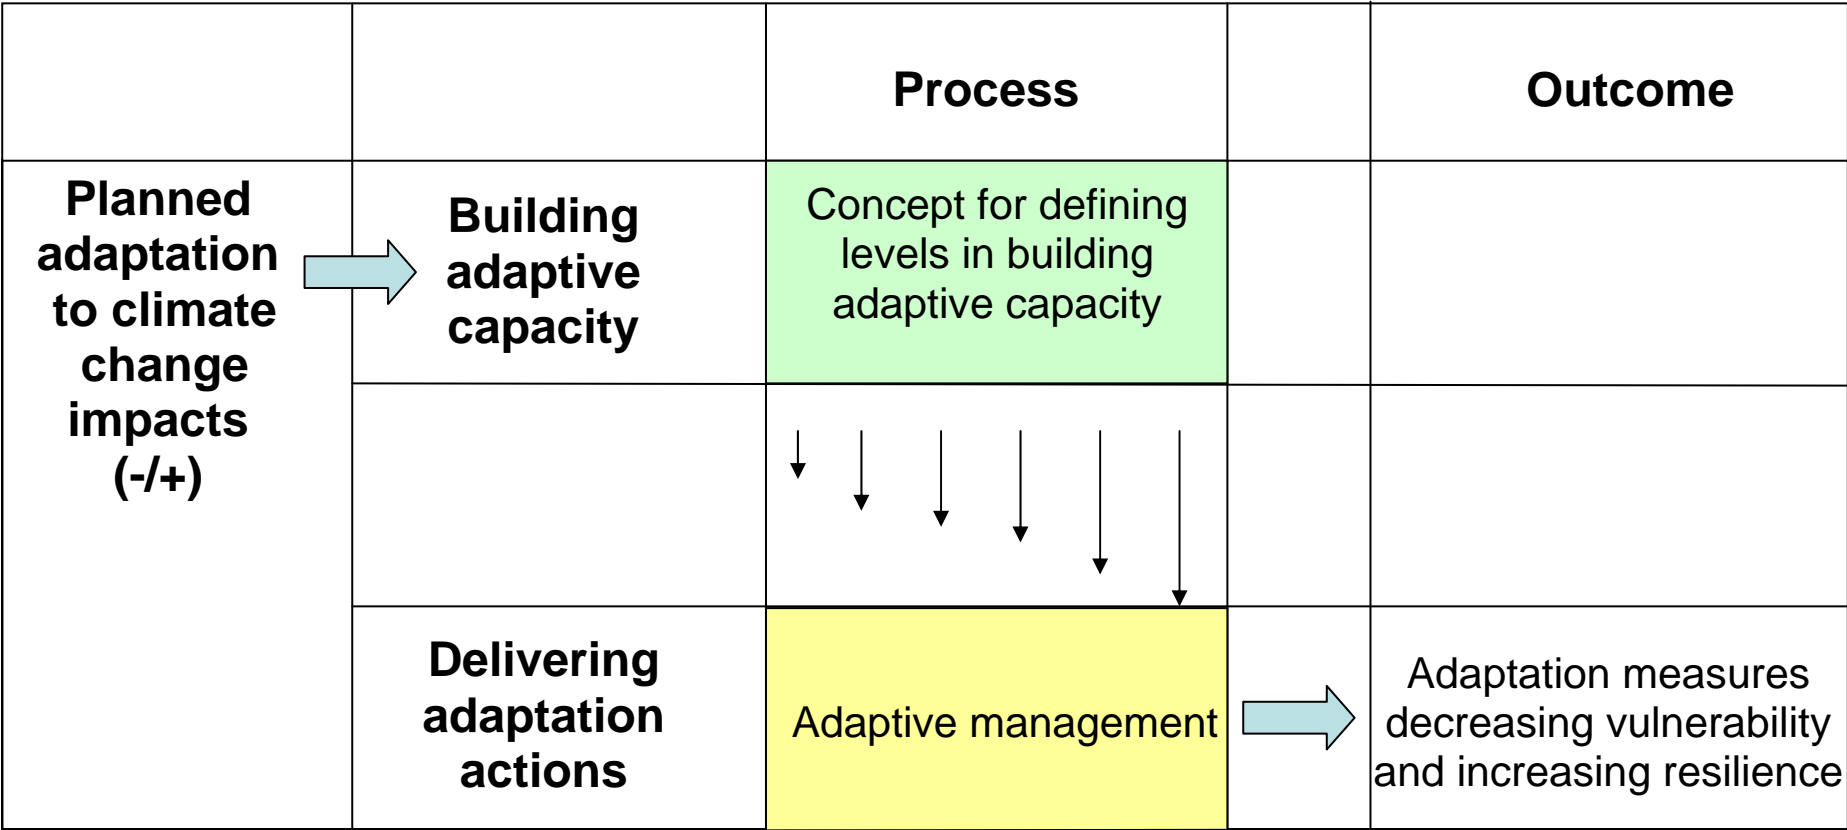 Process
Outcome
Planned
adaptation
to climate
change
impacts
(-/+)
Building
adaptive
capacity
Concept for defining
levels in building
adaptive capacity
Delivering
adaptation
actions
Adaptive management
Adaptation measures
decreasing vulnerability
and increasing resilience